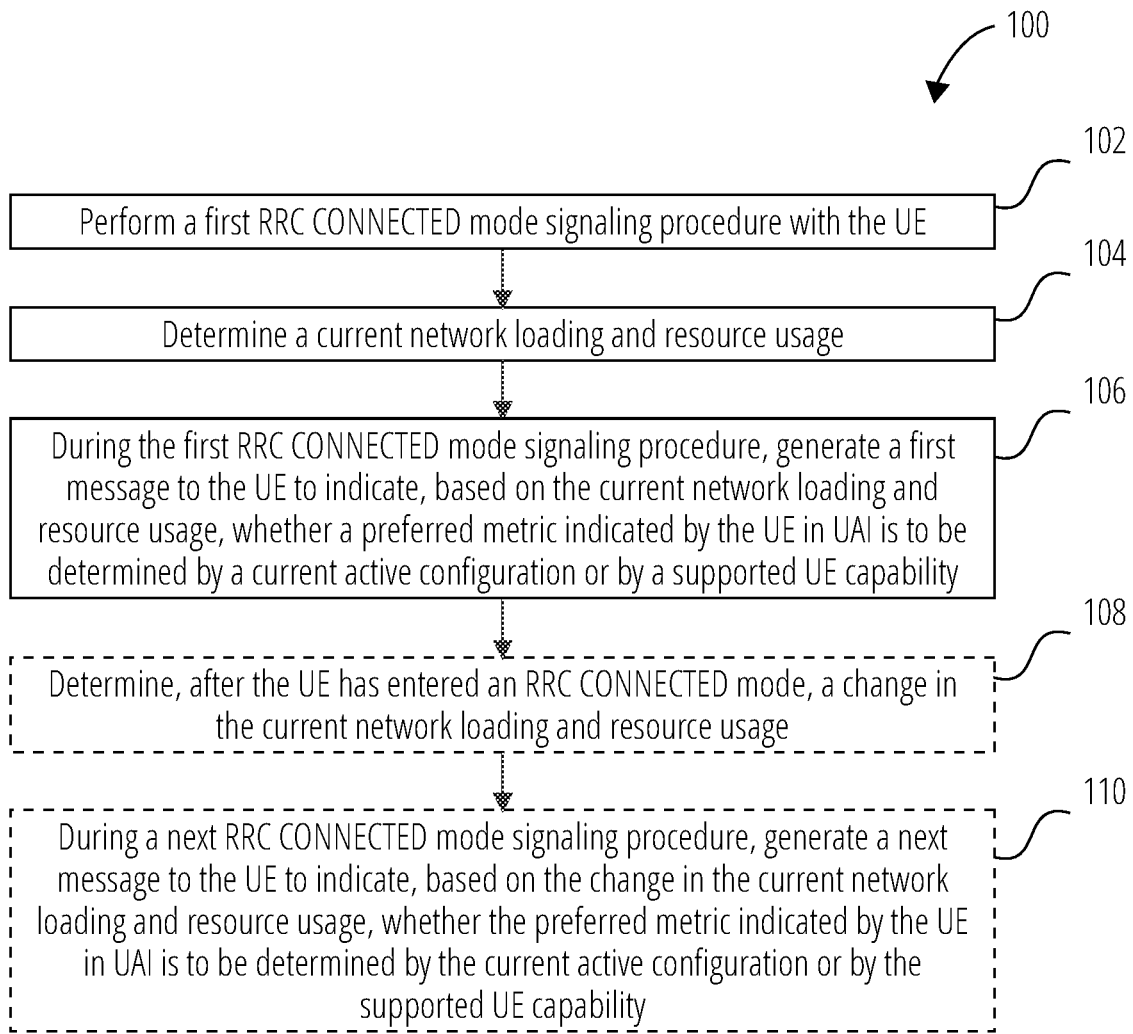 100
102
Perform a first RRC CONNECTED mode signaling procedure with the UE
104
Determine a current network loading and resource usage
106
During the first RRC CONNECTED mode signaling procedure, generate a first
message to the UE to indicate, based on the current network loading and
resource usage, whether a preferred metric indicated by the UE in UAI is to be
determined by a current active configuration or by a supported UE capability
108
Determine, after the UE has entered an RRC CONNECTED mode, a change in
the current network loading and resource usage
110
During a next RRC CONNECTED mode signaling procedure, generate a next
message to the UE to indicate, based on the change in the current network
loading and resource usage, whether the preferred metric indicated by the UE
in UAI is to be determined by the current active configuration or by the
supported UE capability